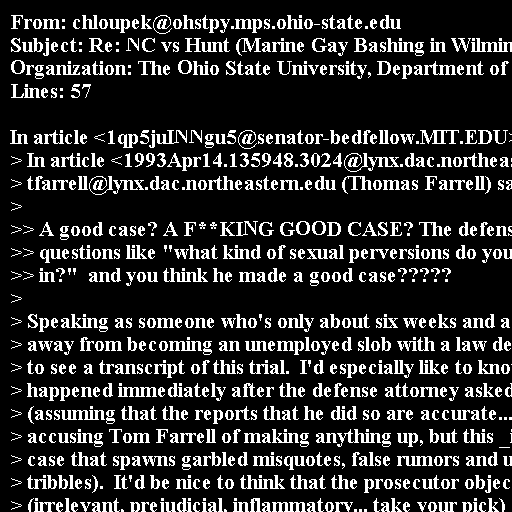 From: chloupek@ohstpy.mps.ohio-state.edu
Subject: Re: NC vs Hunt (Marine Gay Bashing in Wilmin
Organization: The Ohio State University, Department of
Lines: 57

In article <1qp5juINNgu5@senator-bedfellow.MIT.EDU>
> In article <1993Apr14.135948.3024@lynx.dac.northeas
> tfarrell@lynx.dac.northeastern.edu (Thomas Farrell) sa
>
>> A good case? A F**KING GOOD CASE? The defens
>> questions like "what kind of sexual perversions do you
>> in?"  and you think he made a good case?????
>
> Speaking as someone who's only about six weeks and a
> away from becoming an unemployed slob with a law de
> to see a transcript of this trial.  I'd especially like to kno
> happened immediately after the defense attorney asked
> (assuming that the reports that he did so are accurate...
> accusing Tom Farrell of making anything up, but this _i
> case that spawns garbled misquotes, false rumors and u
> tribbles).  It'd be nice to think that the prosecutor objec
> (irrelevant, prejudicial, inflammatory... take your pick)